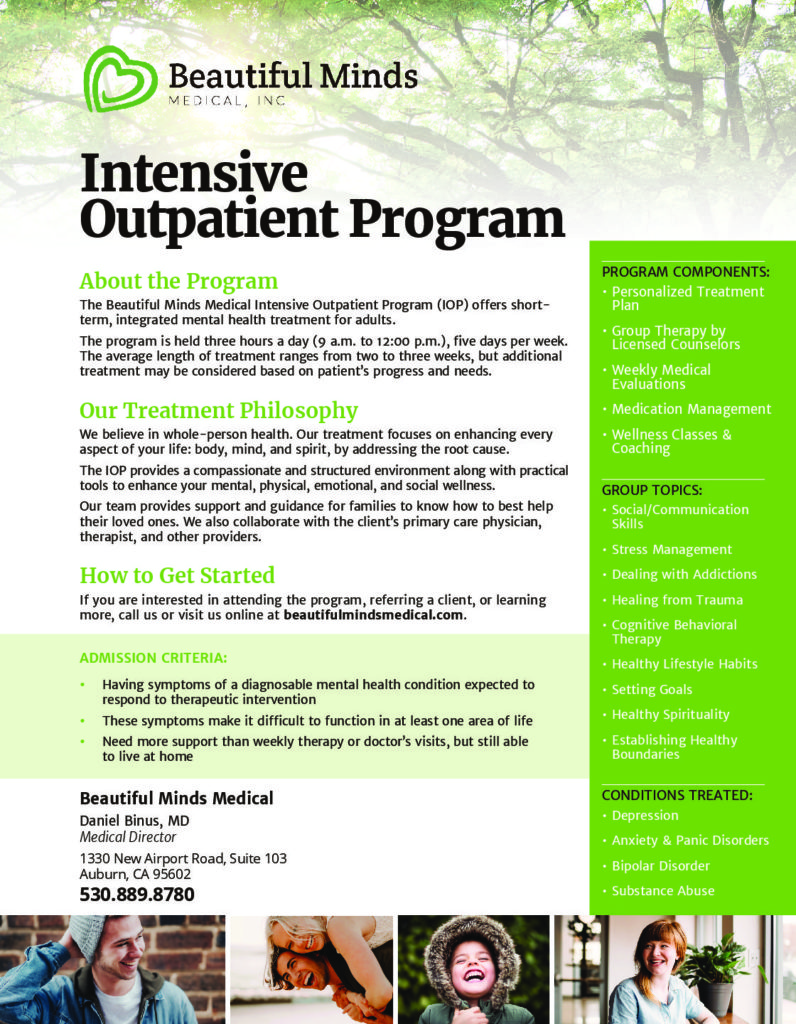 Beautiful Minds
MEDICAL, INC
Intensive
Outpatient Program
About the Program
The Beautiful Minds Medical Intensive Outpatient Program (IOP) offers short-
term, integrated mental health treatment for adults.
The program is held three hours a day (9 a.m. to 12:00 p.m.), five days per week.
The average length of treatment ranges from two to three weeks, but additional
treatment may be considered based on patient's progress and needs.
Our Treatment Philosophy
We believe in whole-person health. Our treatment focuses on enhancing every
aspect of your life: body, mind, and spirit, by addressing the root cause.
The IOP provides a compassionate and structured environment along with practical
tools to enhance your mental, physical, emotional, and social wellness.
Our team provides support and guidance for families to know how to best help
their loved ones. We also collaborate with the client's primary care physician,
therapist, and other providers.
How to Get Started
If you are interested in attending the program, referring a client, or learning
more, call us or visit us online at beautifulmindsmedical.com.
ADMISSION CRITERIA:
• Having symptoms of a diagnosable mental health condition expected to
respond to therapeutic intervention
• These symptoms make it difficult to function in at least one area of life
• Need more support than weekly therapy or doctor's visits, but still able
to live at home
Beautiful Minds Medical
Daniel Binus, MD
Medical Director
1330 New Airport Road, Suite 103
Auburn, CA 95602
530.889.8780
PROGRAM COMPONENTS:
• Personalized Treatment
Plan
• Group Therapy by
Licensed Counselors
• Weekly Medical
Evaluations
• Medication Management
• Wellness Classes &
Coaching
GROUP TOPICS:
• Social/Communication
Skills
• Stress Management
• Dealing with Addictions
• Healing from Trauma
• Cognitive Behavioral
Therapy
• Healthy Lifestyle Habits
• Setting Goals
• Healthy Spirituality
• Establishing Healthy
Boundaries
CONDITIONS TREATED:
• Depression
• Anxiety & Panic Disorders
• Bipolar Disorder
• Substance Abuse